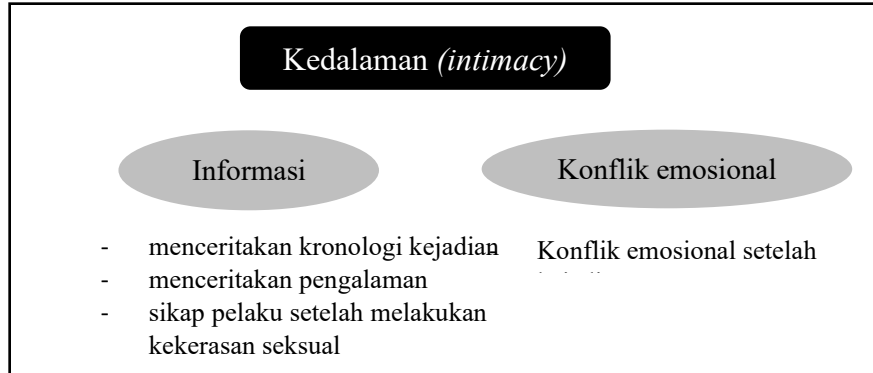 Kedalaman (intimacy)
Informasi
Konflik emosional
- menceritakan kronologi kejadian
- menceritakan pengalaman
- sikap pelaku setelah melakukan
kekerasan seksual
- Konflik emosional setelah